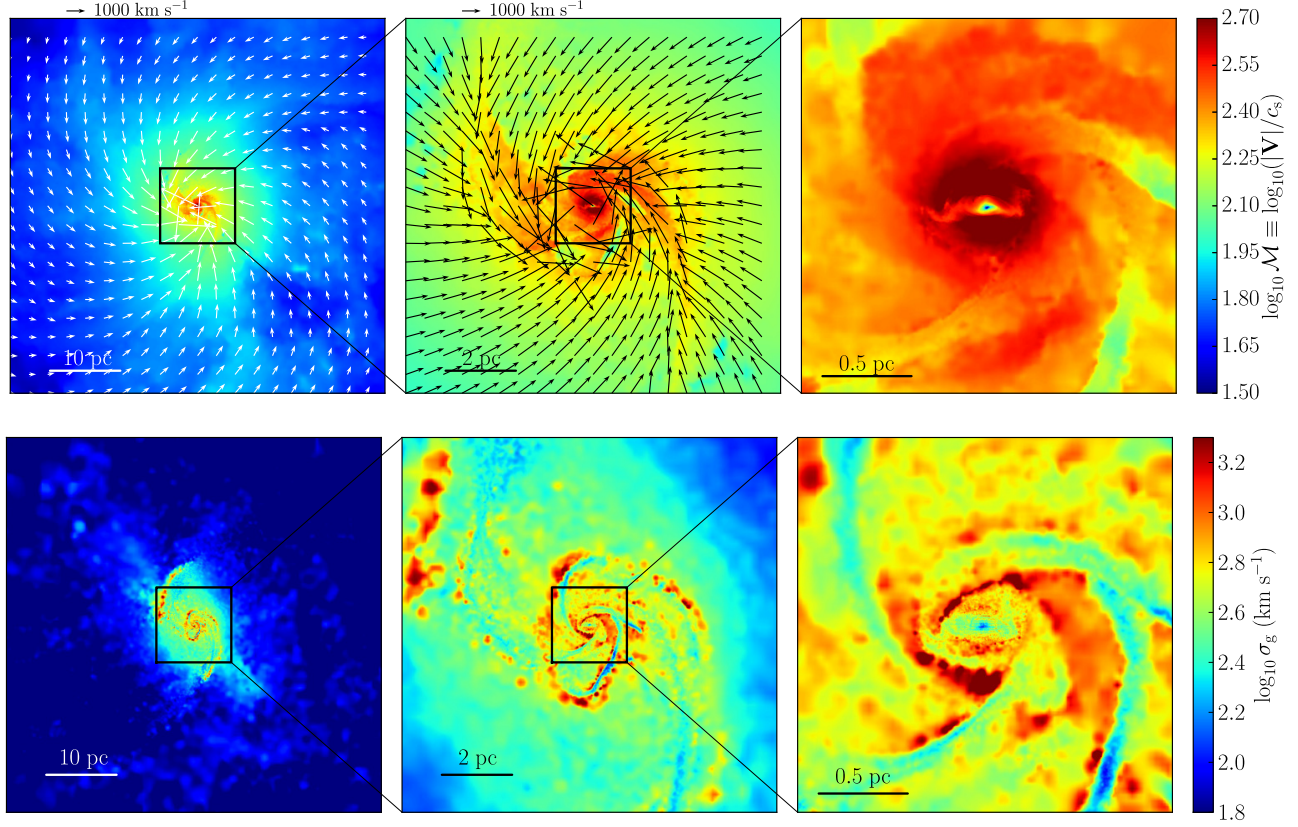 1000 km s⁻¹
1000 km s⁻¹
10 pc
2 pc
0.5 pc
2.70
2.55
2.40
2.25
2.10
1.95
1.80
1.65
1.50
log₁₀ ℳ ≡ log₁₀(|𝐕|/cₛ)
10 pc
2 pc
0.5 pc
3.2
3.0
2.8
2.6
2.4
2.2
2.0
1.8
log₁₀ σ_g (km s⁻¹)